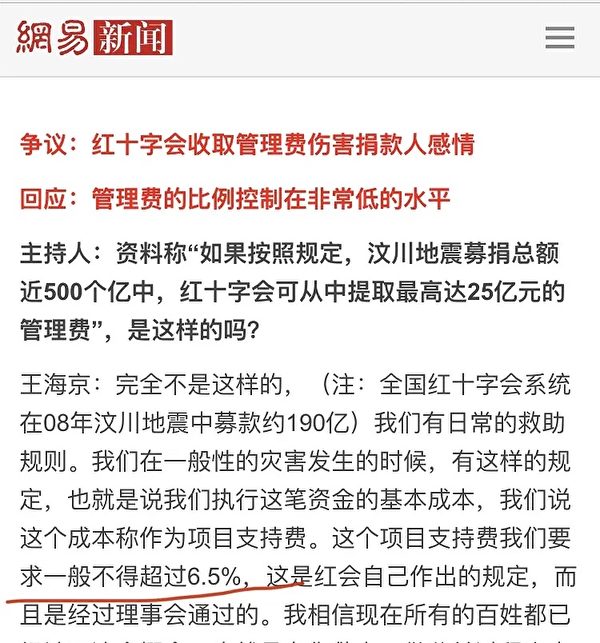 網易新闻
争议：红十字会收取管理费伤害捐款人感情
回应：管理费的比例控制在非常低的水平
主持人：资料称“如果按照规定，汶川地震募捐总额
近500个亿中，红十字会可从中提取最高达25亿元的
管理费”，是这样的吗？
王海京：完全不是这样的，（注：全国红十字会系统
在08年汶川地震中募款约190亿）我们有日常的救助
规则。我们在一般性的灾害发生的时候，有这样的规
定，也就是说我们执行这笔资金的基本成本，我们说
这个成本称作为项目支持费。这个项目支持费我们要
求一般不得超过6.5%，这是红会自己作出的规定，而
且是经过理事会通过的。我相信现在所有的百姓都已